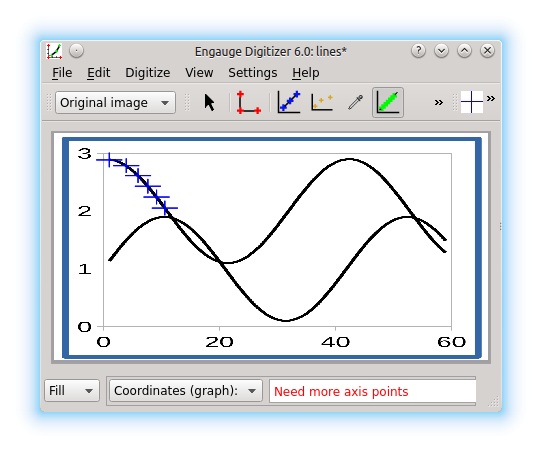 Engauge Digitizer 6.0: lines*
File Edit Digitize View Settings Help
Original image » »
3
2
1
0
0 20 40 60
Fill Coordinates (graph): Need more axis points